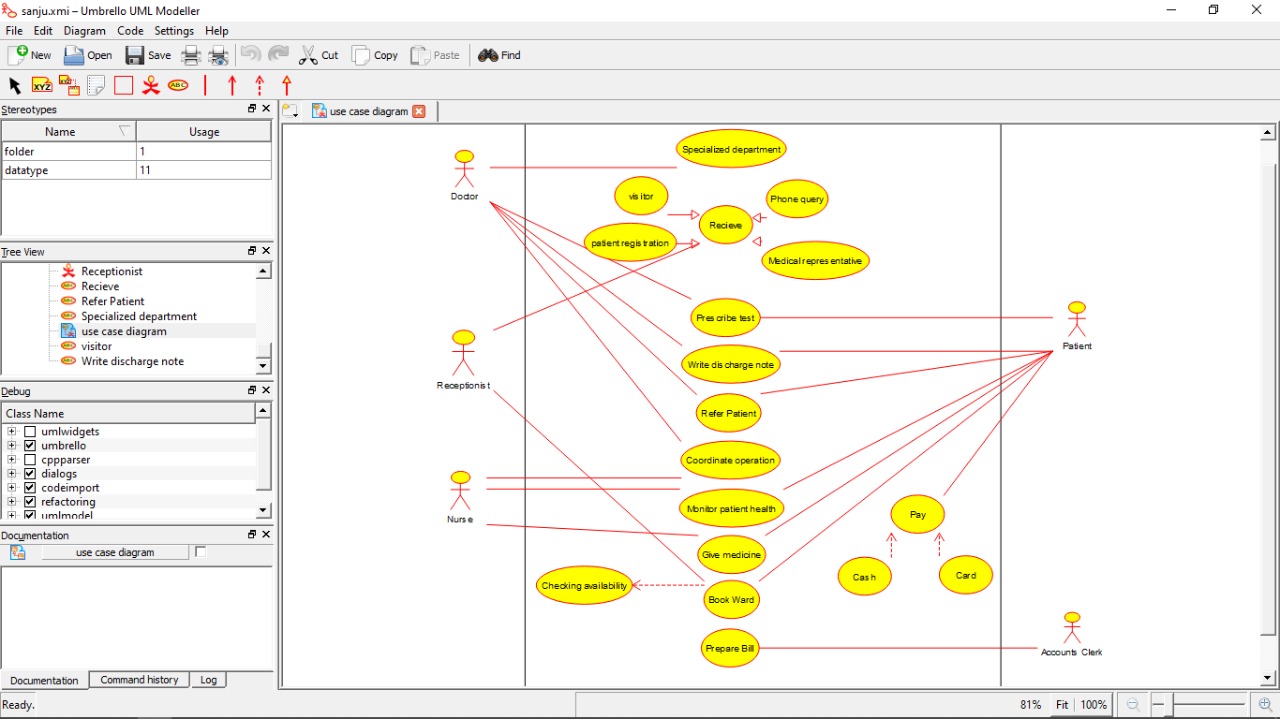 sanju.xmi – Umbrello UML Modeller
File Edit Diagram Code Settings Help
New Open Save Cut Copy Paste Find
XYZ ABC
Stereotypes
Name Usage
folder 1
datatype 11
Tree View
Receptionist
Recieve
Refer Patient
Specialized department
use case diagram
visitor
Write discharge note
Debug
Class Name
umlwidgets
umbrello
cppparser
dialogs
codeimport
refactoring
umlmodel
Documentation
use case diagram
Documentation Command history Log
Ready.
use case diagram
Specialized department
Doctor
visitor
Phone query
Recieve
patient registration
Medical representative
Prescribe test
Patient
Write discharge note
Receptionist
Refer Patient
Coordinate operation
Nurse
Monitor patient health
Pay
Give medicine
Checking availability
Cash
Card
Book Ward
Prepare Bill
Accounts Clerk
81% Fit 100%